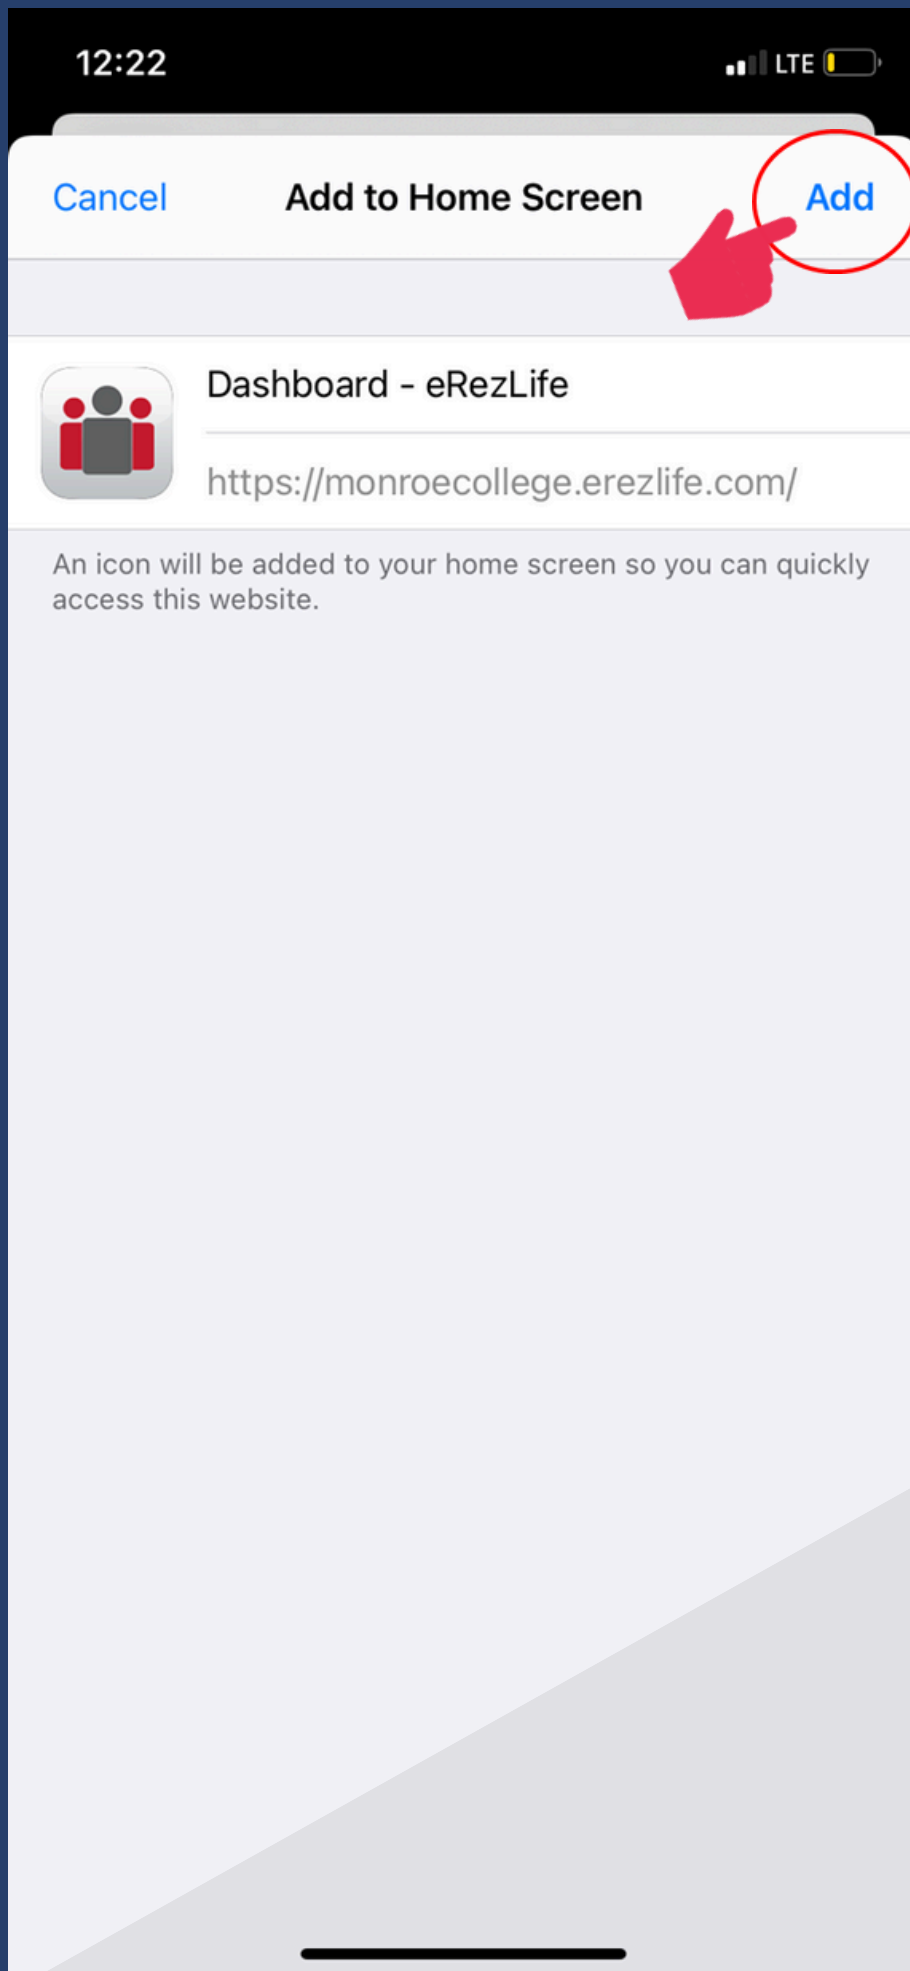 12:22
LTE
Cancel
Add to Home Screen
Add
Dashboard - eRezLife
https://monroecollege.erezlife.com/
An icon will be added to your home screen so you can quickly
access this website.